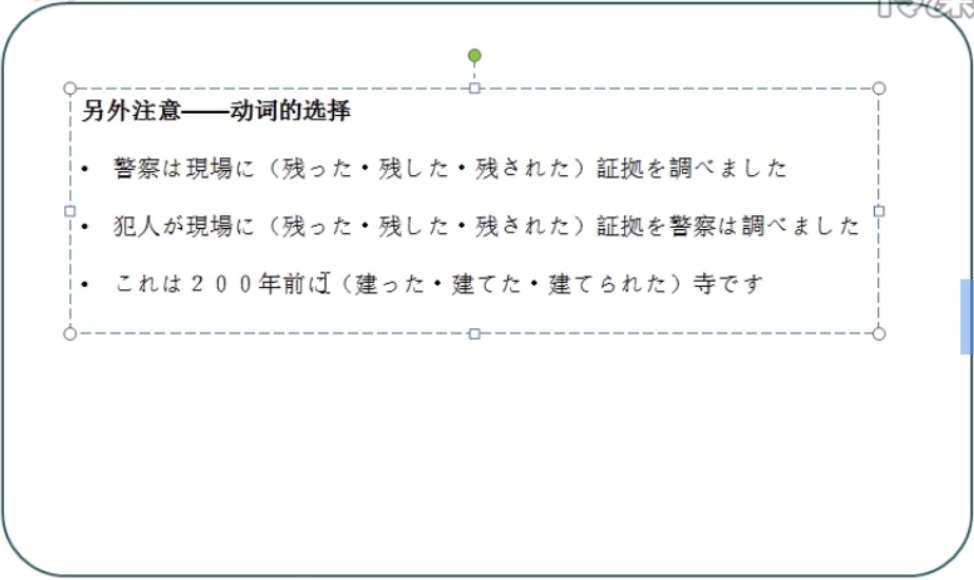 另外注意——动词的选择
• 警察は現場に（残った・残した・残された）証拠を調べました
• 犯人が現場に（残った・残した・残された）証拠を警察は調べました
• これは２００年前に（建った・建てた・建てられた）寺です